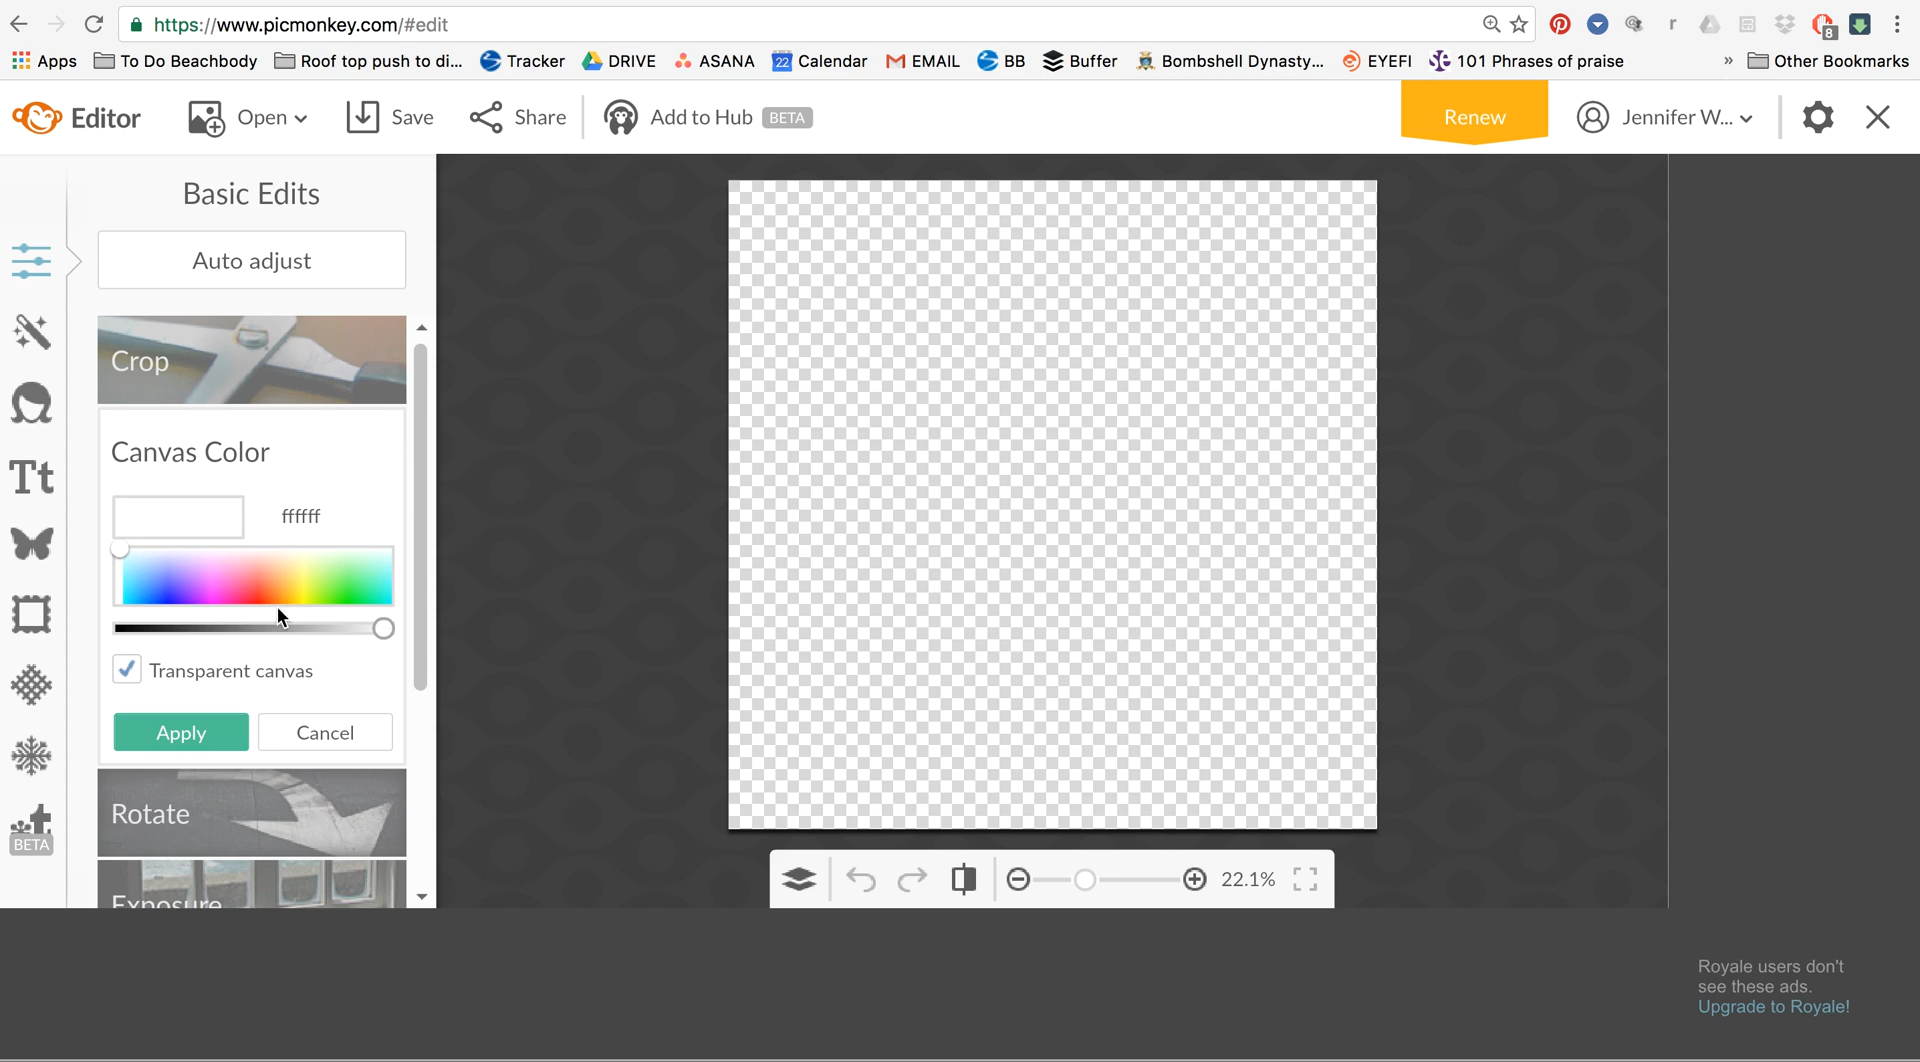 https://www.picmonkey.com/#edit
8
Apps To Do Beachbody Roof top push to di... Tracker DRIVE ASANA 22 Calendar EMAIL BB Buffer Bombshell Dynasty... EYEFI 101 Phrases of praise » Other Bookmarks
Editor Open Save Share Add to Hub BETA Renew Jennifer W...
Basic Edits
Auto adjust
Crop
Tt
Canvas Color
ffffff
Transparent canvas
Apply Cancel
Rotate
t
BETA
Exposure
22.1%
Royale users don't
see these ads.
Upgrade to Royale!